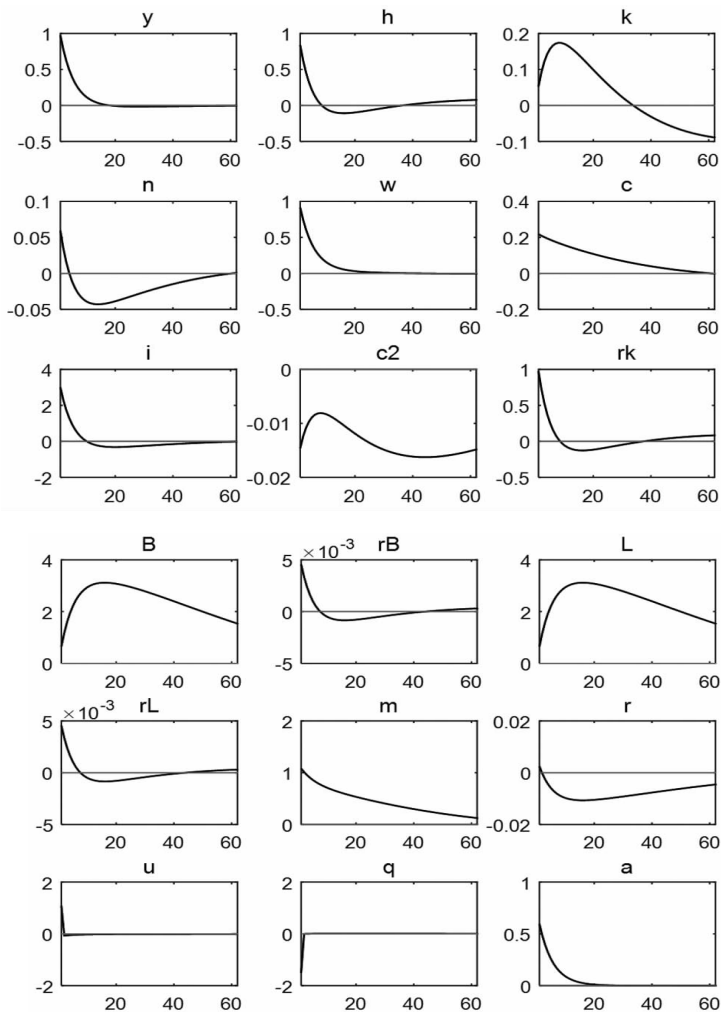 y h k
1 0.5 0 -0.5 20 40 60
1 0.5 0 -0.5 20 40 60
0.2 0.1 0 -0.1 20 40 60
n w c
0.1 0.05 0 -0.05 20 40 60
1 0.5 0 -0.5 20 40 60
0.4 0.2 0 -0.2 20 40 60
i c2 rk
4 2 0 -2 20 40 60
0 -0.01 -0.02 20 40 60
1 0.5 0 -0.5 20 40 60
B rB L
4 2 0 20 40 60
5 ×10⁻³ 0 -5 20 40 60
4 2 0 20 40 60
rL m r
5 ×10⁻³ 0 -5 20 40 60
2 1 0 20 40 60
0.02 0 -0.02 20 40 60
u q a
2 0 -2 20 40 60
2 0 -2 20 40 60
1 0.5 0 20 40 60